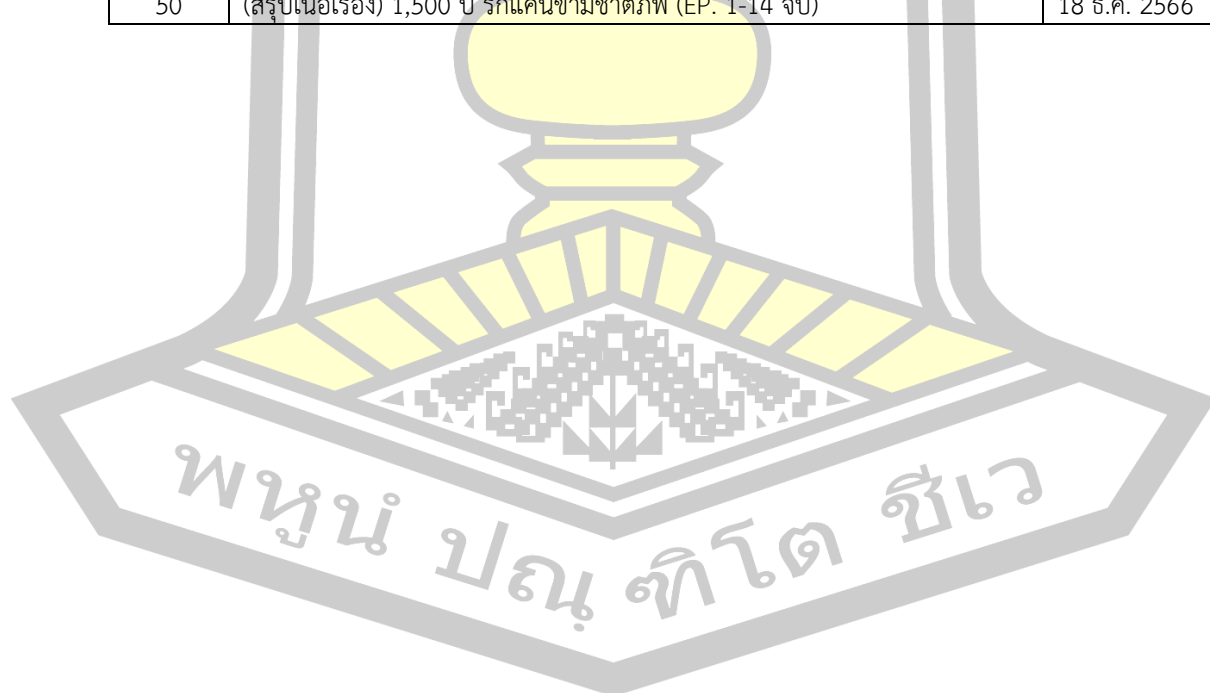 50 (สรุปเนื้อเรื่อง) 1,500 ปี รักแค้นข้ามชาติภพ (EP. 1-14 จบ) 18 ธ.ค. 2566
พหูนํ ปณฺฑิโต ชีเว